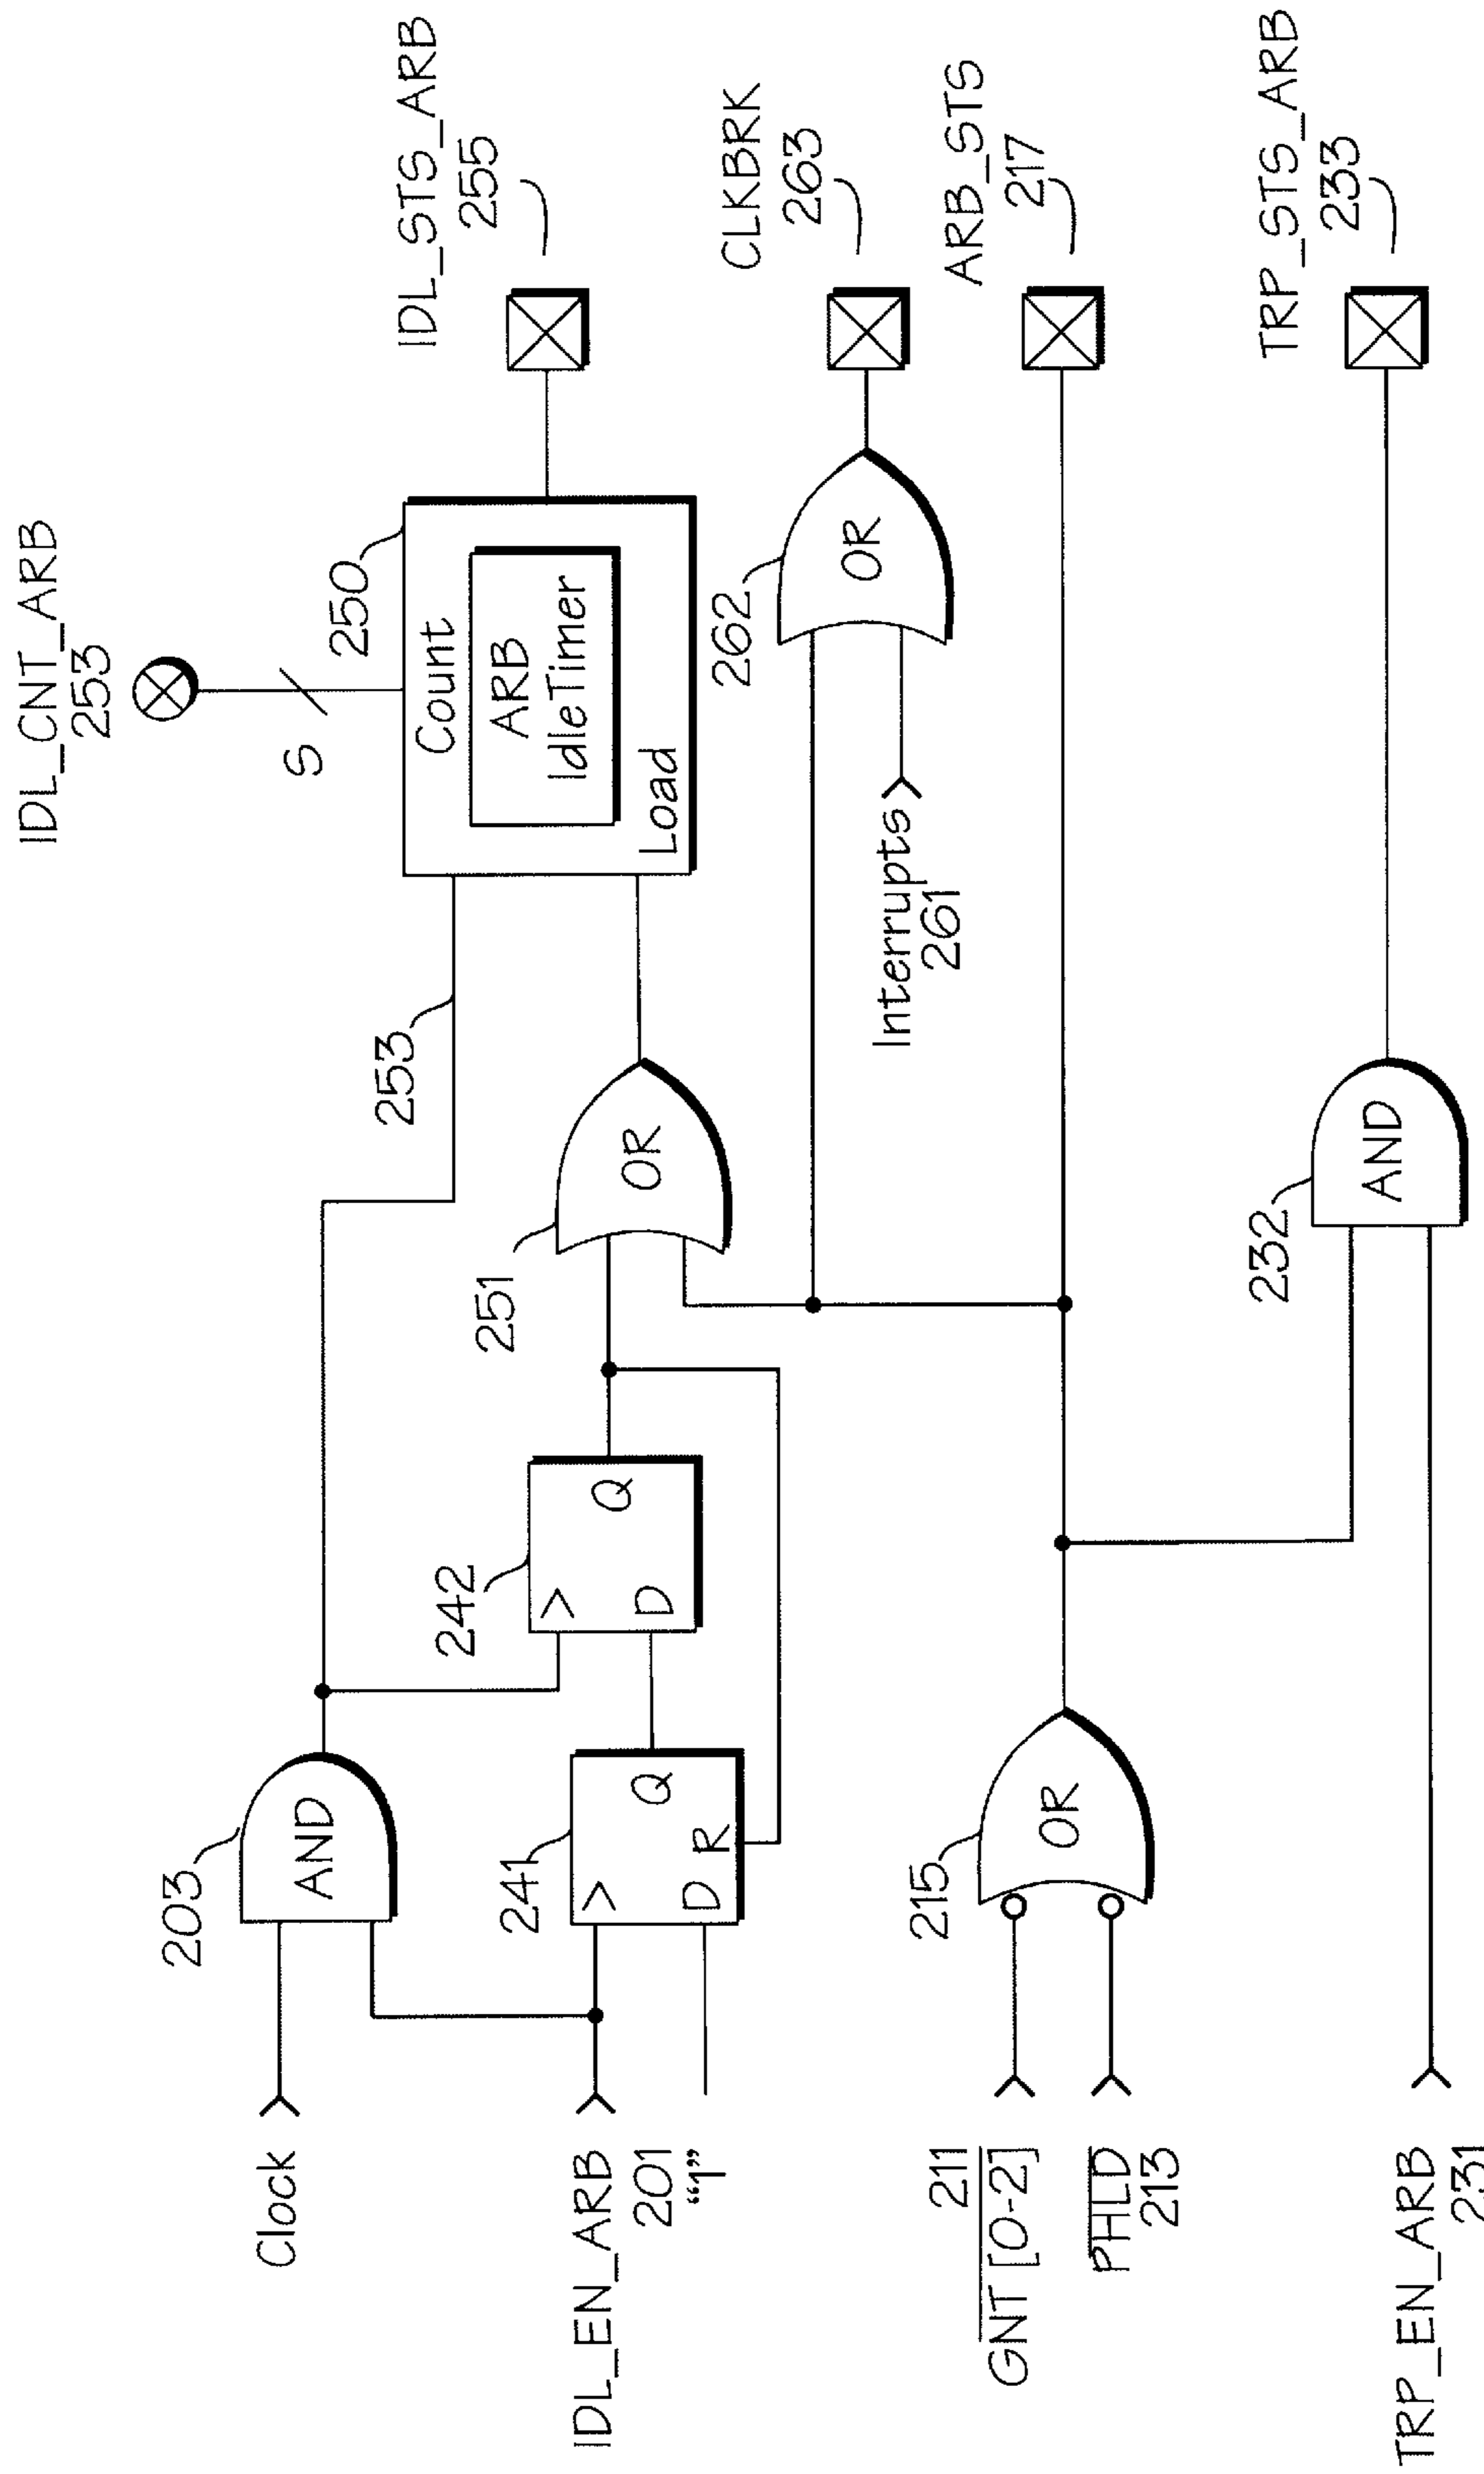 IDL_CNT_ARB
253
S
250
Count
ARB
IdleTimer
Load
IDL_STS_ARB
255
Clock
203
AND
253
IDL_EN_ARB
201
"1"
241
D
R
Q
242
D
Q
251
OR
262
OR
CLKBRK
263
Interrupts
261
211
GNT [0-2]
PHLD
213
215
OR
ARB_STS
217
TRP_EN_ARB
231
232
AND
TRP_STS_ARB
233